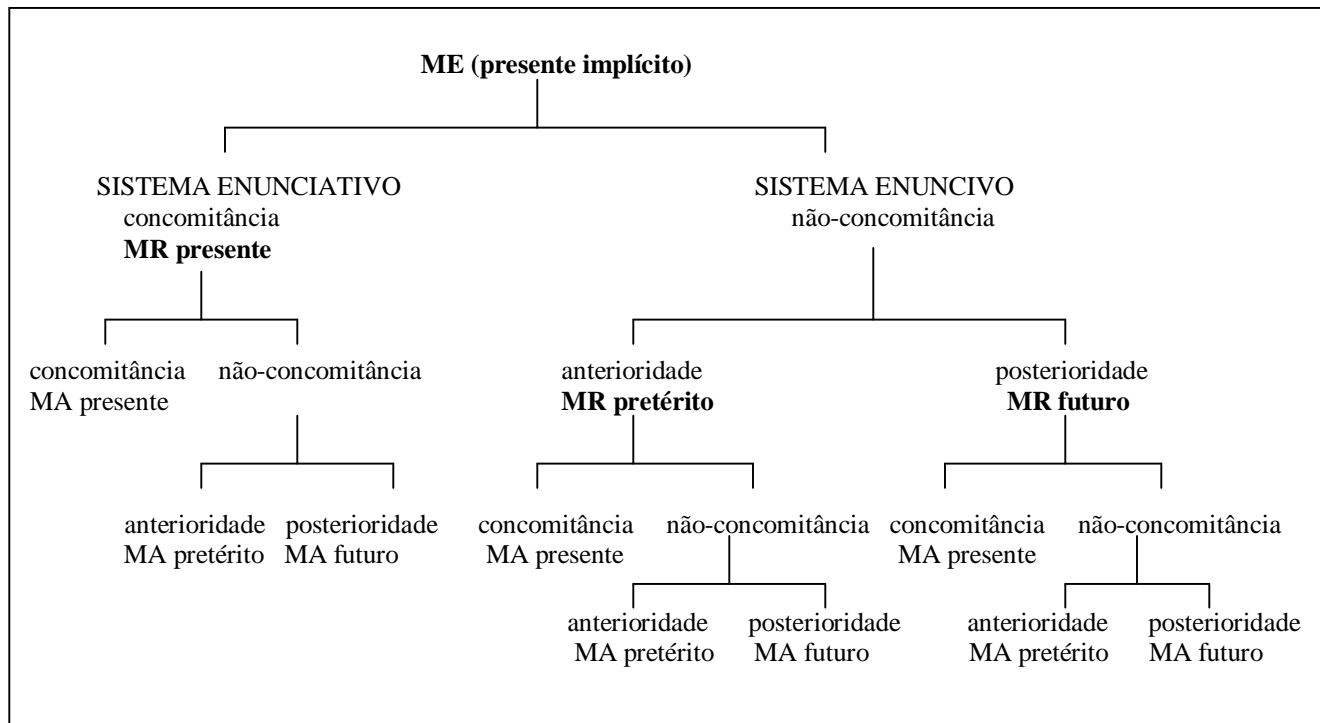 ME (presente implícito)
SISTEMA ENUNCIATIVO
concomitância
MR presente
SISTEMA ENUNCIVO
não-concomitância
concomitância
MA presente
não-concomitância
anterioridade
MR pretérito
posterioridade
MR futuro
anterioridade
MA pretérito
posterioridade
MA futuro
concomitância
MA presente
não-concomitância
concomitância
MA presente
não-concomitância
anterioridade
MA pretérito
posterioridade
MA futuro
anterioridade
MA pretérito
posterioridade
MA futuro